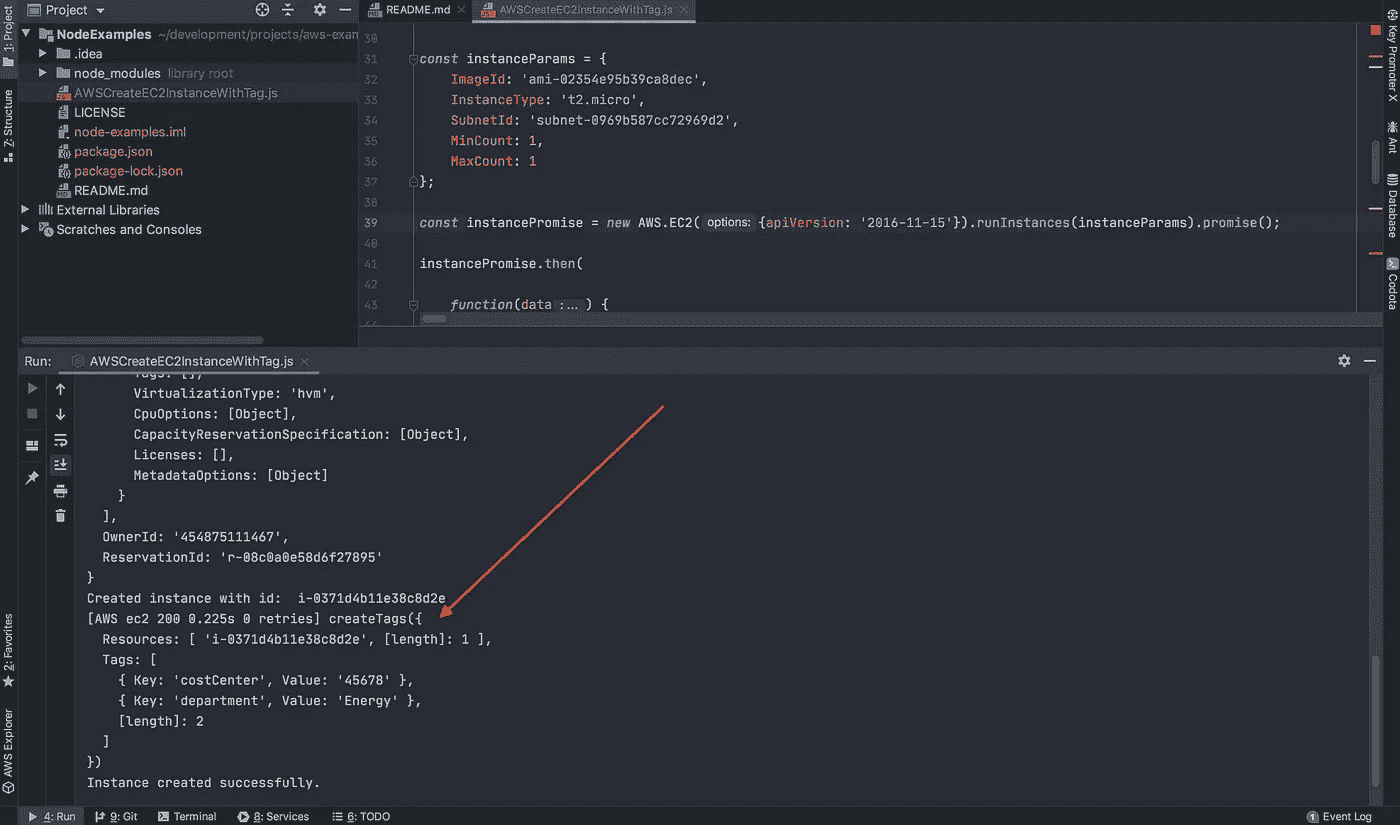 Project
README.md
AWSCreateEC2InstanceWithTag.js
1: Project
Z: Structure
2: Favorites
AWS Explorer
NodeExamples ~/development/projects/aws-exam
.idea
node_modules library root
AWSCreateEC2InstanceWithTag.js
LICENSE
node-examples.iml
package.json
package-lock.json
README.md
External Libraries
Scratches and Consoles
30
31 const instanceParams = {
32 ImageId: 'ami-02354e95b39ca8dec',
33 InstanceType: 't2.micro',
34 SubnetId: 'subnet-0969b587cc72969d2',
35 MinCount: 1,
36 MaxCount: 1
37 };
38
39 const instancePromise = new AWS.EC2( options: {apiVersion: '2016-11-15'}).runInstances(instanceParams).promise();
40
41 instancePromise.then(
42
43 function(data :... ) {
Key Promoter X
Ant
Database
Codota
Run: AWSCreateEC2InstanceWithTag.js
Tags: [],
VirtualizationType: 'hvm',
CpuOptions: [Object],
CapacityReservationSpecification: [Object],
Licenses: [],
MetadataOptions: [Object]
}
],
OwnerId: '454875111467',
ReservationId: 'r-08c0a0e58d6f27895'
}
Created instance with id:  i-0371d4b11e38c8d2e
[AWS ec2 200 0.225s 0 retries] createTags({
Resources: [ 'i-0371d4b11e38c8d2e', [length]: 1 ],
Tags: [
{ Key: 'costCenter', Value: '45678' },
{ Key: 'department', Value: 'Energy' },
[length]: 2
]
})
Instance created successfully.
4: Run 9: Git Terminal 8: Services 6: TODO 1 Event Log